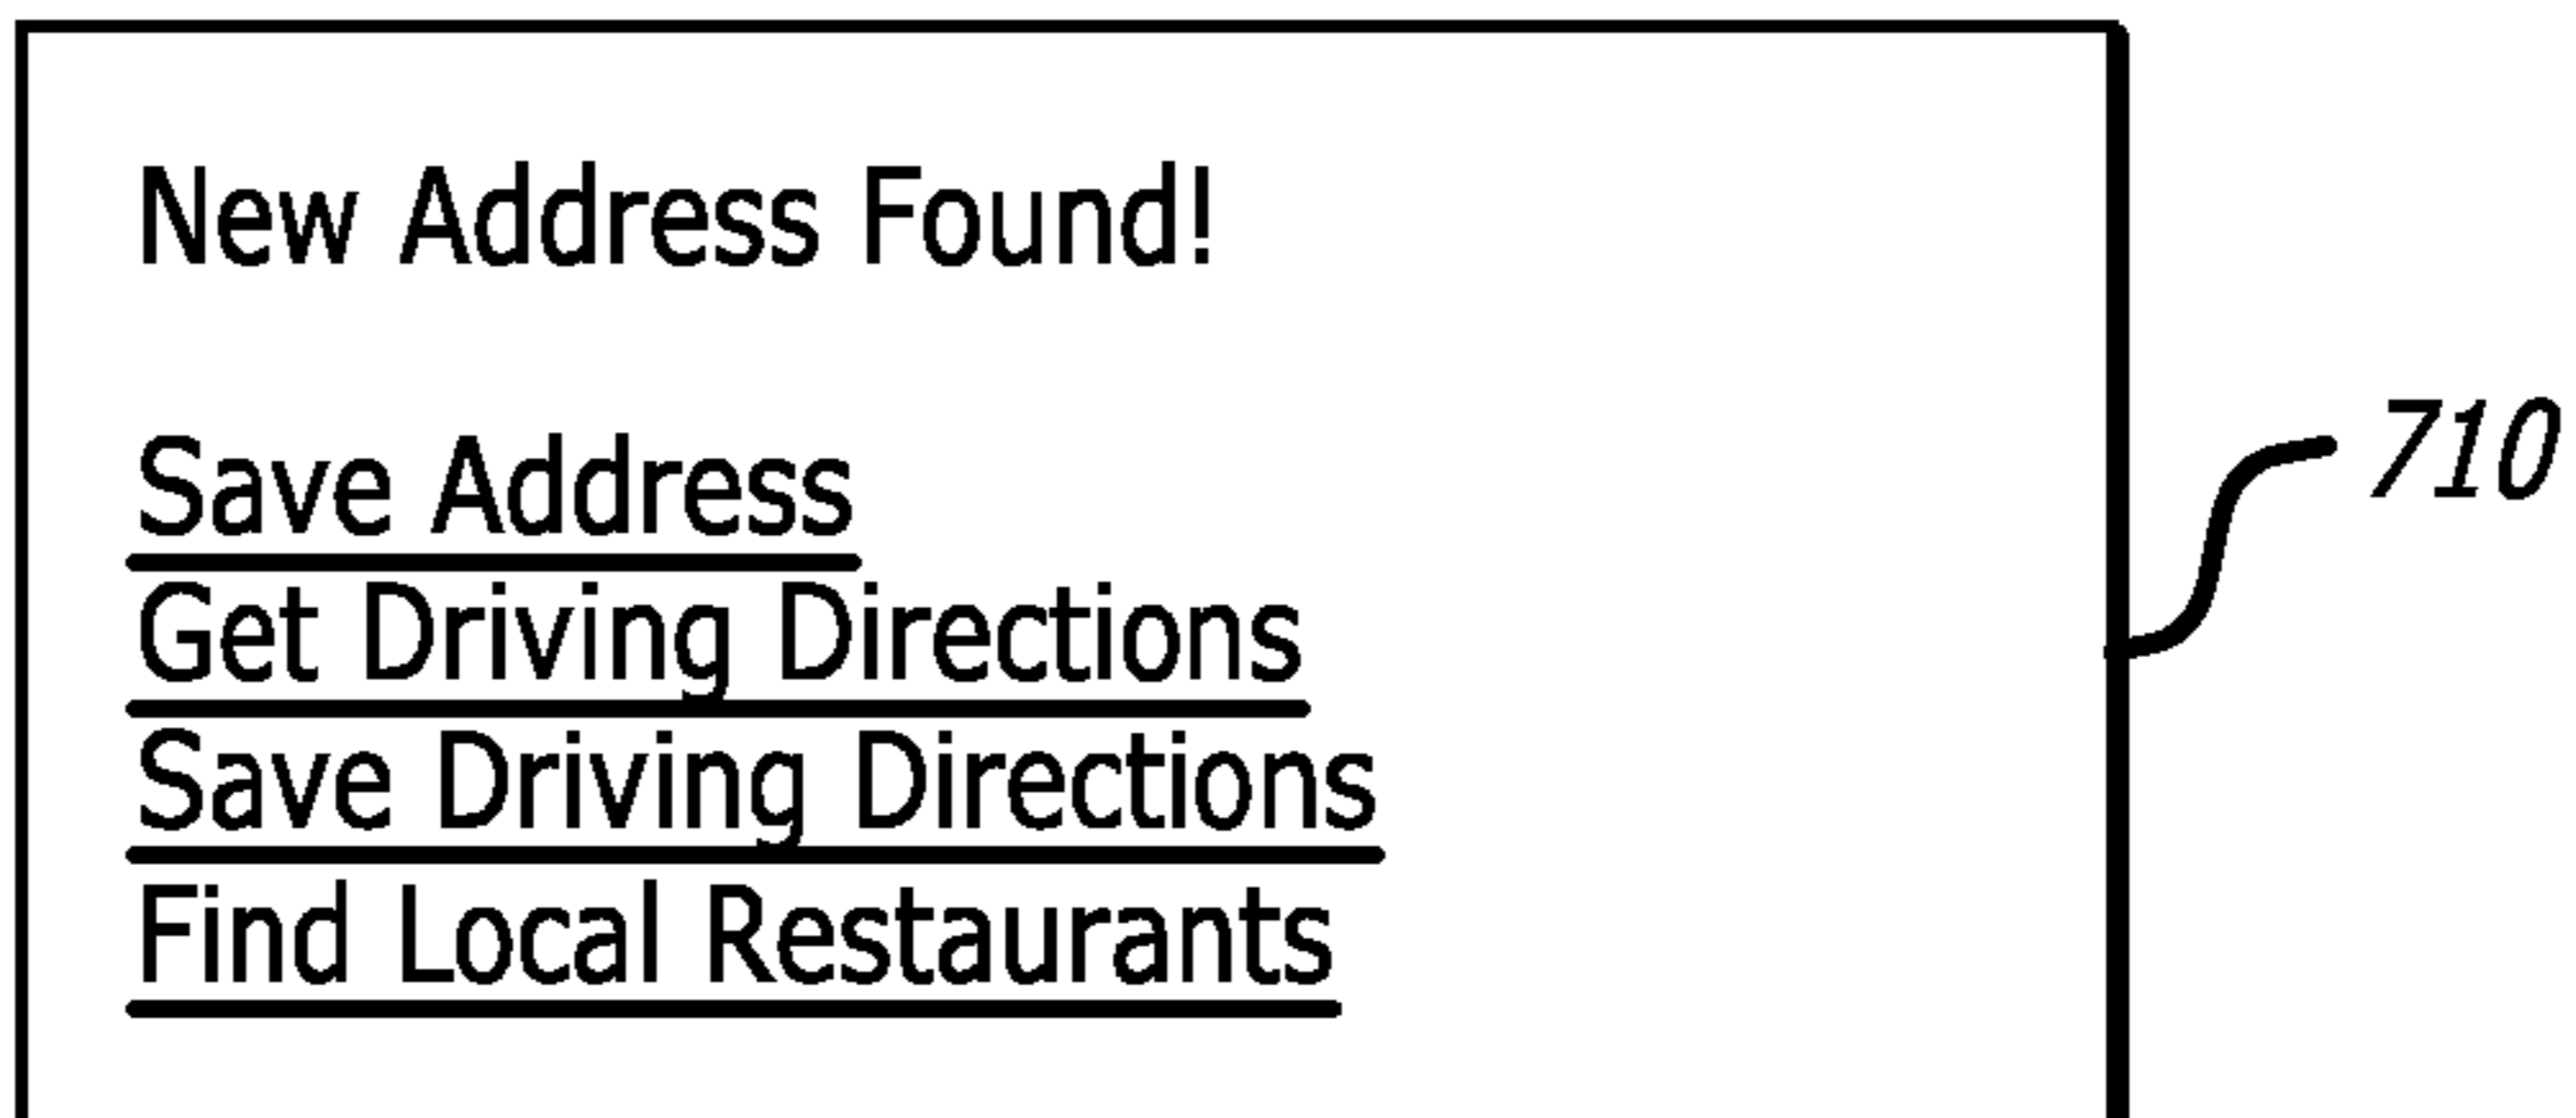 New Address Found!
Save Address
710
Get Driving Directions
Save Driving Directions
Find Local Restaurants